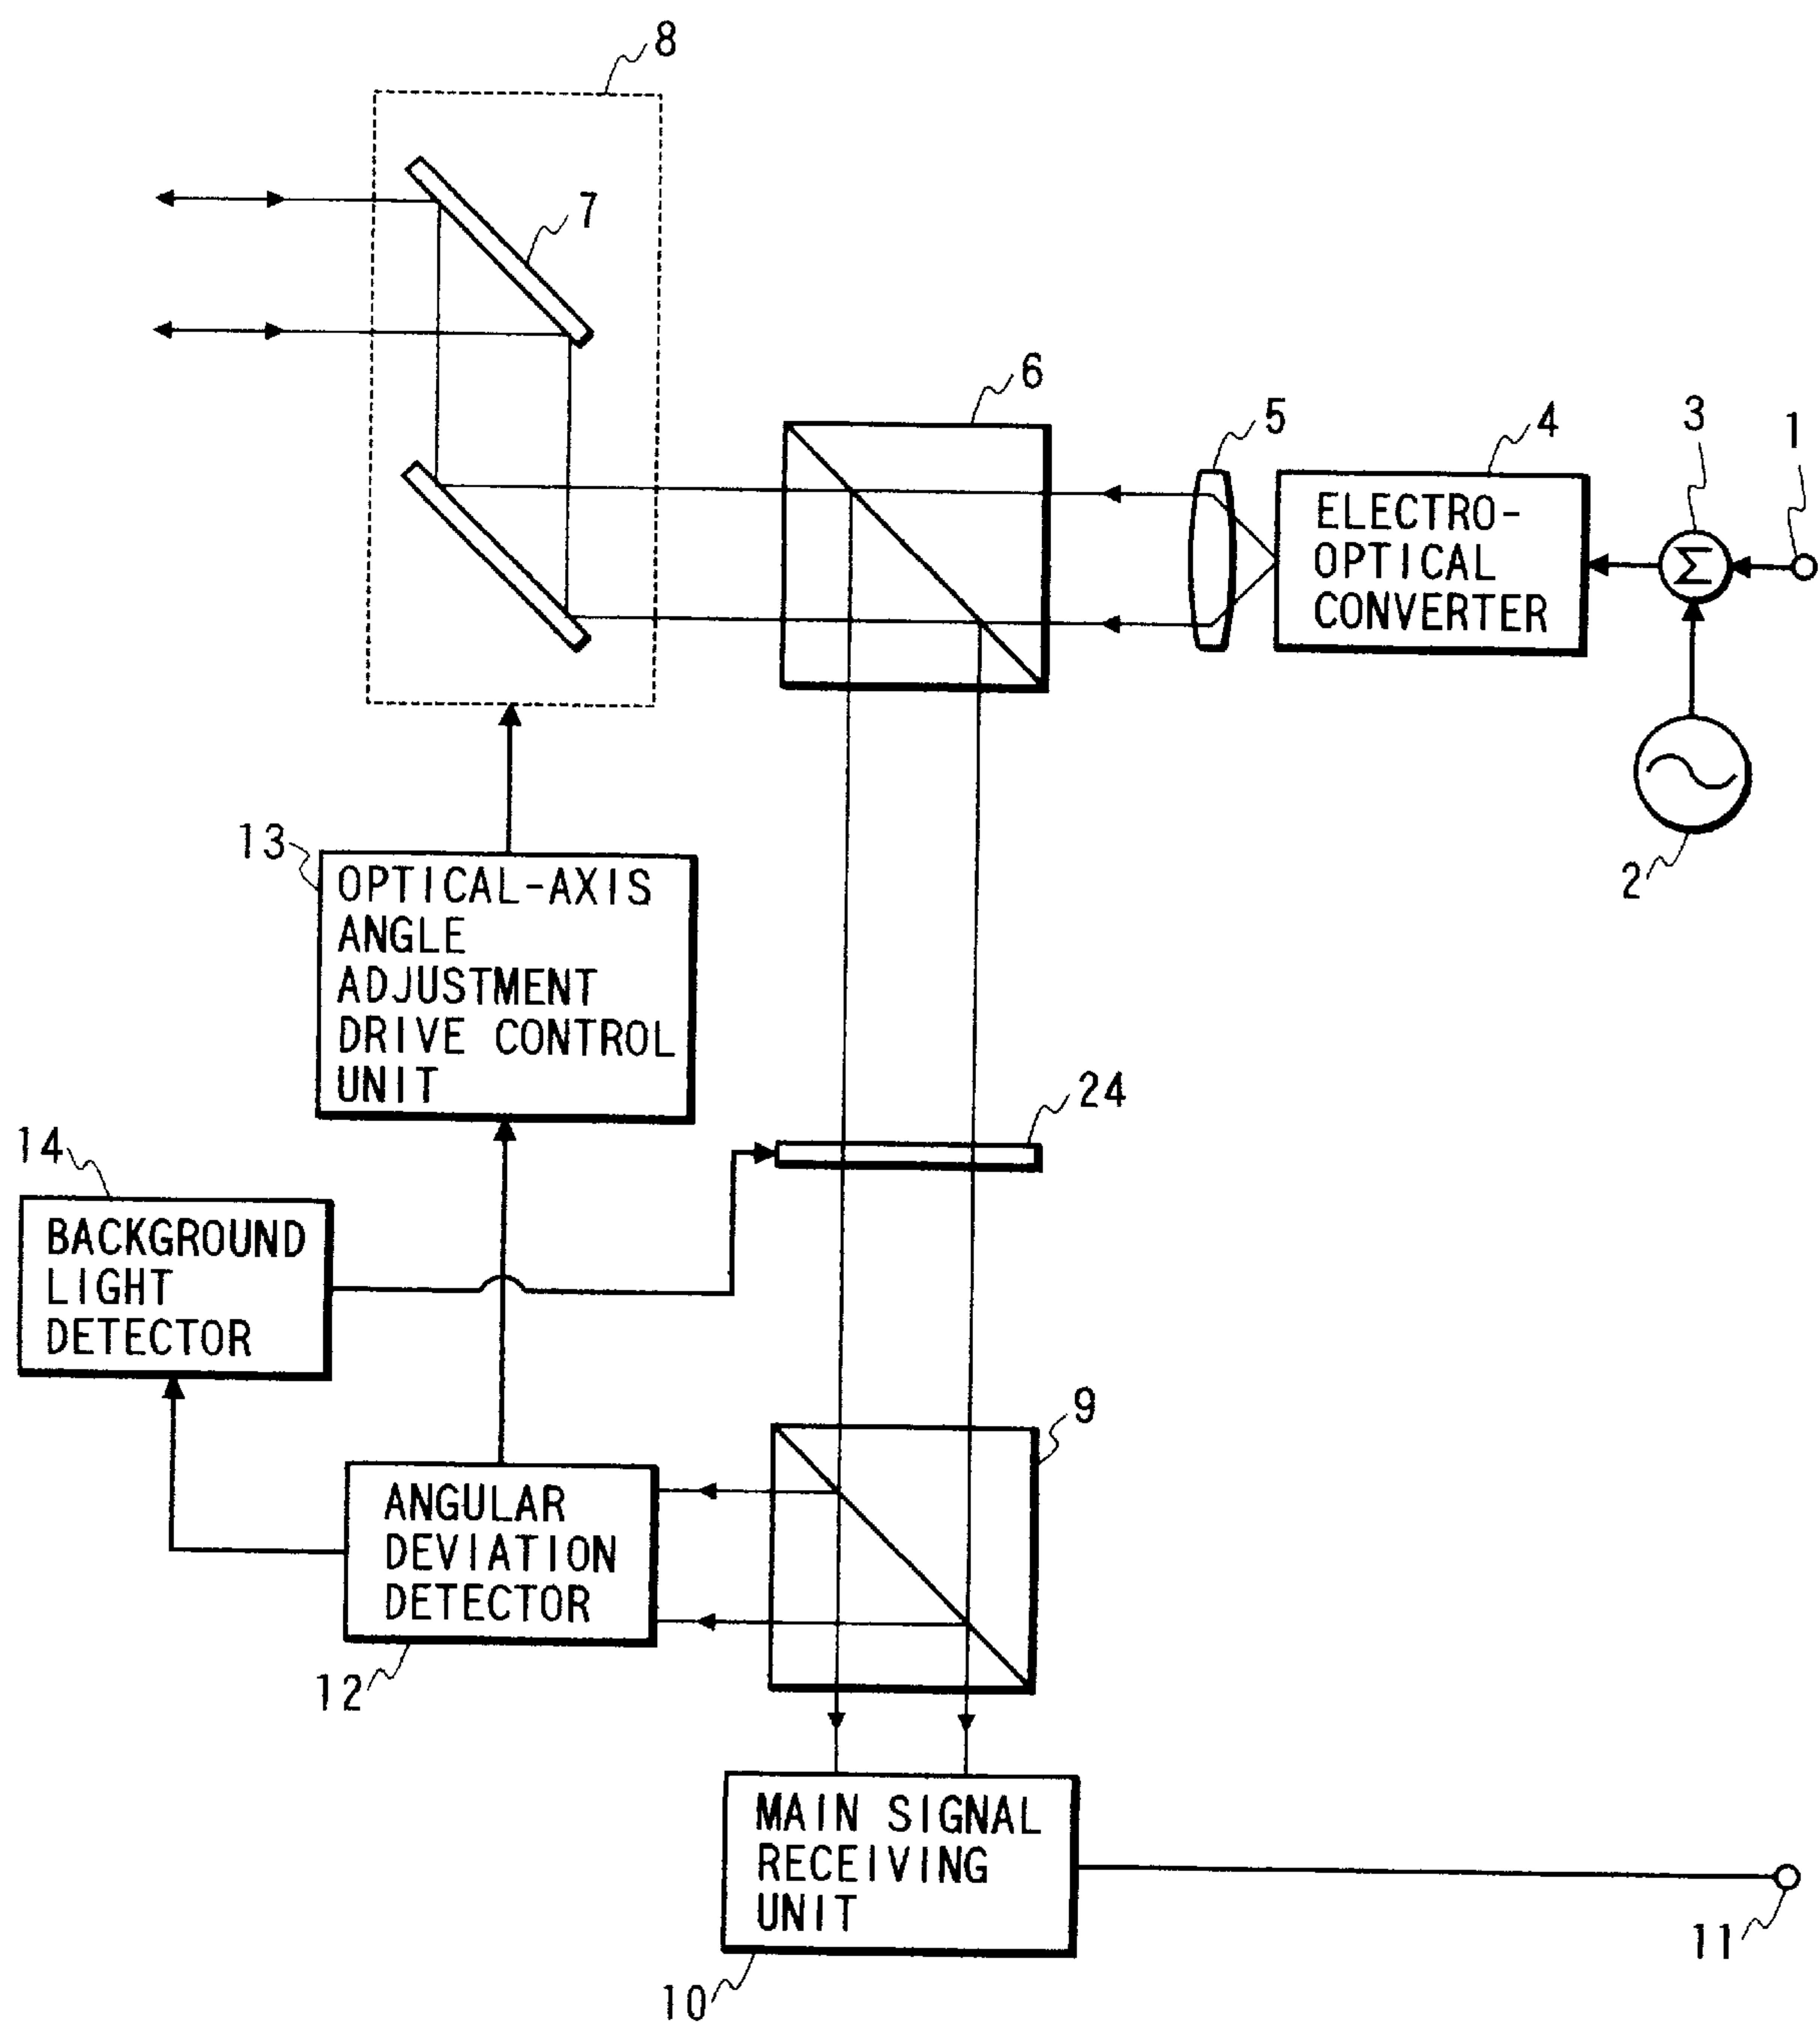 8
7
6
5
4
3
1
ELECTRO-
OPTICAL
CONVERTER
Σ
2
13
OPTICAL-AXIS
ANGLE
ADJUSTMENT
DRIVE CONTROL
UNIT
24
14
BACKGROUND
LIGHT
DETECTOR
9
ANGULAR
DEVIATION
DETECTOR
12
MAIN SIGNAL
RECEIVING
UNIT
11
10